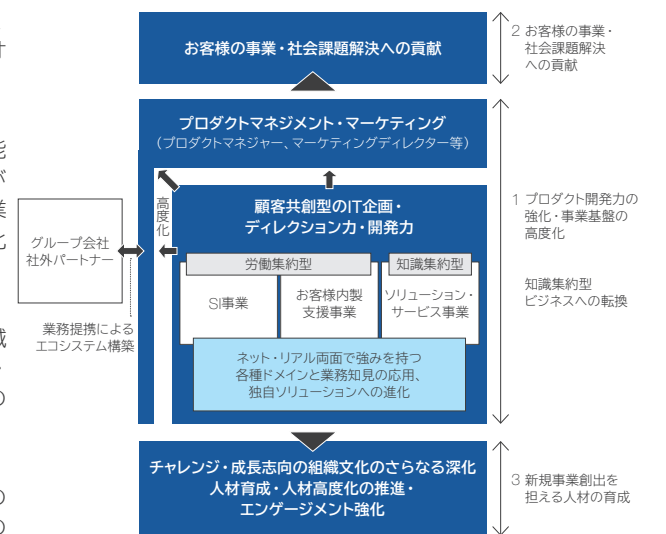 お客様の事業・社会課題解決への貢献
2 お客様の事業・
社会課題解決
への貢献
プロダクトマネジメント・マーケティング
（プロダクトマネジャー、マーケティングディレクター等）
高度化
顧客共創型のIT企画・
ディレクション力・開発力
1 プロダクト開発力の
強化・事業基盤の
高度化
知識集約型
ビジネスへの転換
グループ会社
社外パートナー
業務提携による
エコシステム構築
労働集約型
知識集約型
SI事業
お客様内製
支援事業
ソリューション・
サービス事業
ネット・リアル両面で強みを持つ
各種ドメインと業務知見の応用、
独自ソリューションへの進化
チャレンジ・成長志向の組織文化のさらなる深化
人材育成・人材高度化の推進・
エンゲージメント強化
3 新規事業創出を
担える人材の育成
が
業
の
の
の